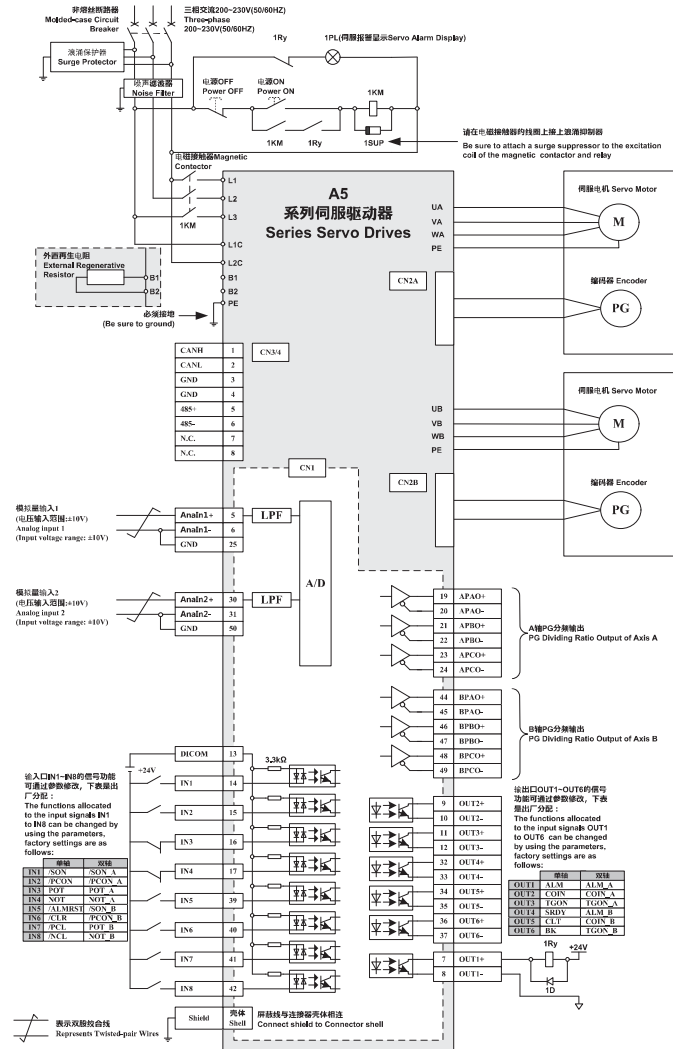 非熔丝断路器
Molded-case Circuit
Breaker
三相交流200~230V(50/60HZ)
Three-phase
200~230V(50/60HZ)
浪涌保护器
Surge Protector
噪声滤波器
Noise Filter
1Ry
1PL(伺服报警显示Servo Alarm Display)
电源OFF
Power OFF
电源ON
Power ON
1KM
1KM
1Ry
1SUP
请在电磁接触器的线圈上接上浪涌抑制器
Be sure to attach a surge suppressor to the excitation
coil of the magnetic contactor and relay
电磁接触器Magnetic
Contector
1KM
L1
L2
L3
L1C
L2C
B1
B2
PE
A5
系列伺服驱动器
Series Servo Drives
外置再生电阻
External Regenerative
Resistor
B1
B2
必须接地
(Be sure to ground)
UA
VA
WA
PE
伺服电机 Servo Motor
M
CN2A
编码器 Encoder
PG
CANH 1
CANL 2
GND 3
GND 4
485+ 5
485- 6
N.C. 7
N.C. 8
CN3/4
UB
VB
WB
PE
伺服电机 Servo Motor
M
CN2B
编码器 Encoder
PG
CN1
模拟量输入1
(电压输入范围:±10V)
Analog input 1
(Input voltage range: ±10V)
AnaIn1+ 5
AnaIn1- 6
GND 25
LPF
A/D
模拟量输入2
(电压输入范围:±10V)
Analog input 2
(Input voltage range: ±10V)
AnaIn2+ 30
AnaIn2- 31
GND 50
LPF
19 APAO+
20 APAO-
21 APBO+
22 APBO-
23 APCO+
24 APCO-
A轴PG分频输出
PG Dividing Ratio Output of Axis A
44 BPAO+
45 BPAO-
46 BPBO+
47 BPBO-
48 BPCO+
49 BPCO-
B轴PG分频输出
PG Dividing Ratio Output of Axis B
输入口IN1~IN8的信号功能
可通过参数修改，下表是出
厂分配：
The functions allocated
to the input signals IN1
to IN8 can be changed by
using the parameters,
factory settings are as
follows:
单轴 双轴
IN1 /SON /SON_A
IN2 /PCON /PCON_A
IN3 POT POT_A
IN4 NOT NOT_A
IN5 /ALMRST /SON_B
IN6 /CLR /PCON_B
IN7 /PCL POT_B
IN8 /NCL NOT_B
+24V
DICOM 13
3.3kΩ
IN1 14
IN2 15
IN3 16
IN4 17
IN5 39
IN6 40
IN7 41
IN8 42
9 OUT2+
10 OUT2-
11 OUT3+
12 OUT3-
32 OUT4+
33 OUT4-
34 OUT5+
35 OUT5-
36 OUT6+
37 OUT6-
7 OUT1+
8 OUT1-
输出口OUT1~OUT6的信号
功能可通过参数修改，下表
是出厂分配：
The functions allocated
to the input signals OUT1
to OUT6 can be changed
by using the parameters,
factory settings are as
follows:
单轴 双轴
OUT1 ALM ALM_A
OUT2 COIN COIN_A
OUT3 TGON TGON_A
OUT4 SRDY ALM_B
OUT5 CLT COIN_B
OUT6 BK TGON_B
1Ry
+24V
1D
Shield
壳体
Shell
屏蔽线与连接器壳体相连
Connect shield to Connector shell
表示双股绞合线
Represents Twisted-pair Wires